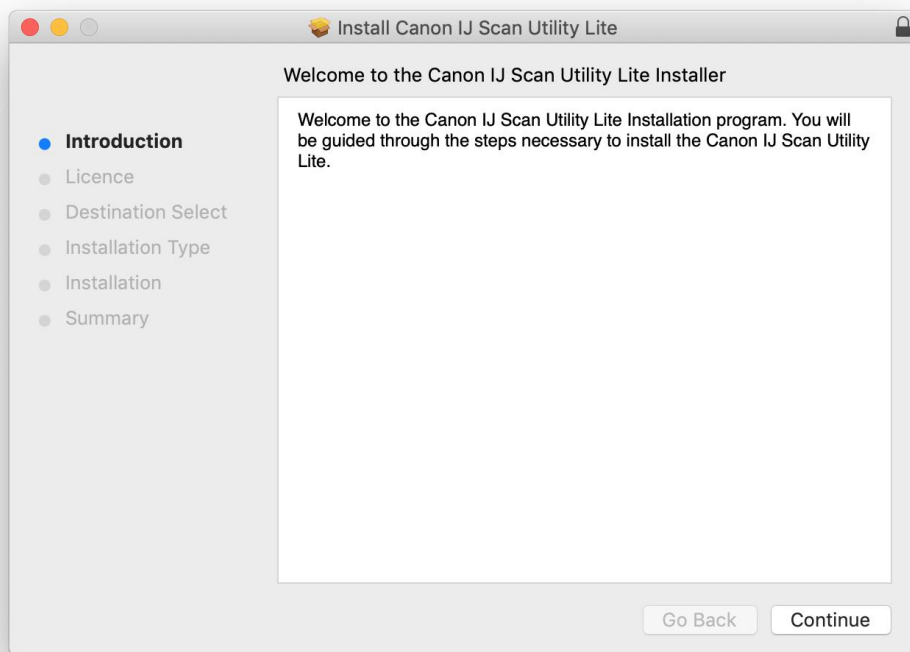 Install Canon IJ Scan Utility Lite
Welcome to the Canon IJ Scan Utility Lite Installer
Introduction
Licence
Destination Select
Installation Type
Installation
Summary
Welcome to the Canon IJ Scan Utility Lite Installation program. You will
be guided through the steps necessary to install the Canon IJ Scan Utility
Lite.
Go Back
Continue